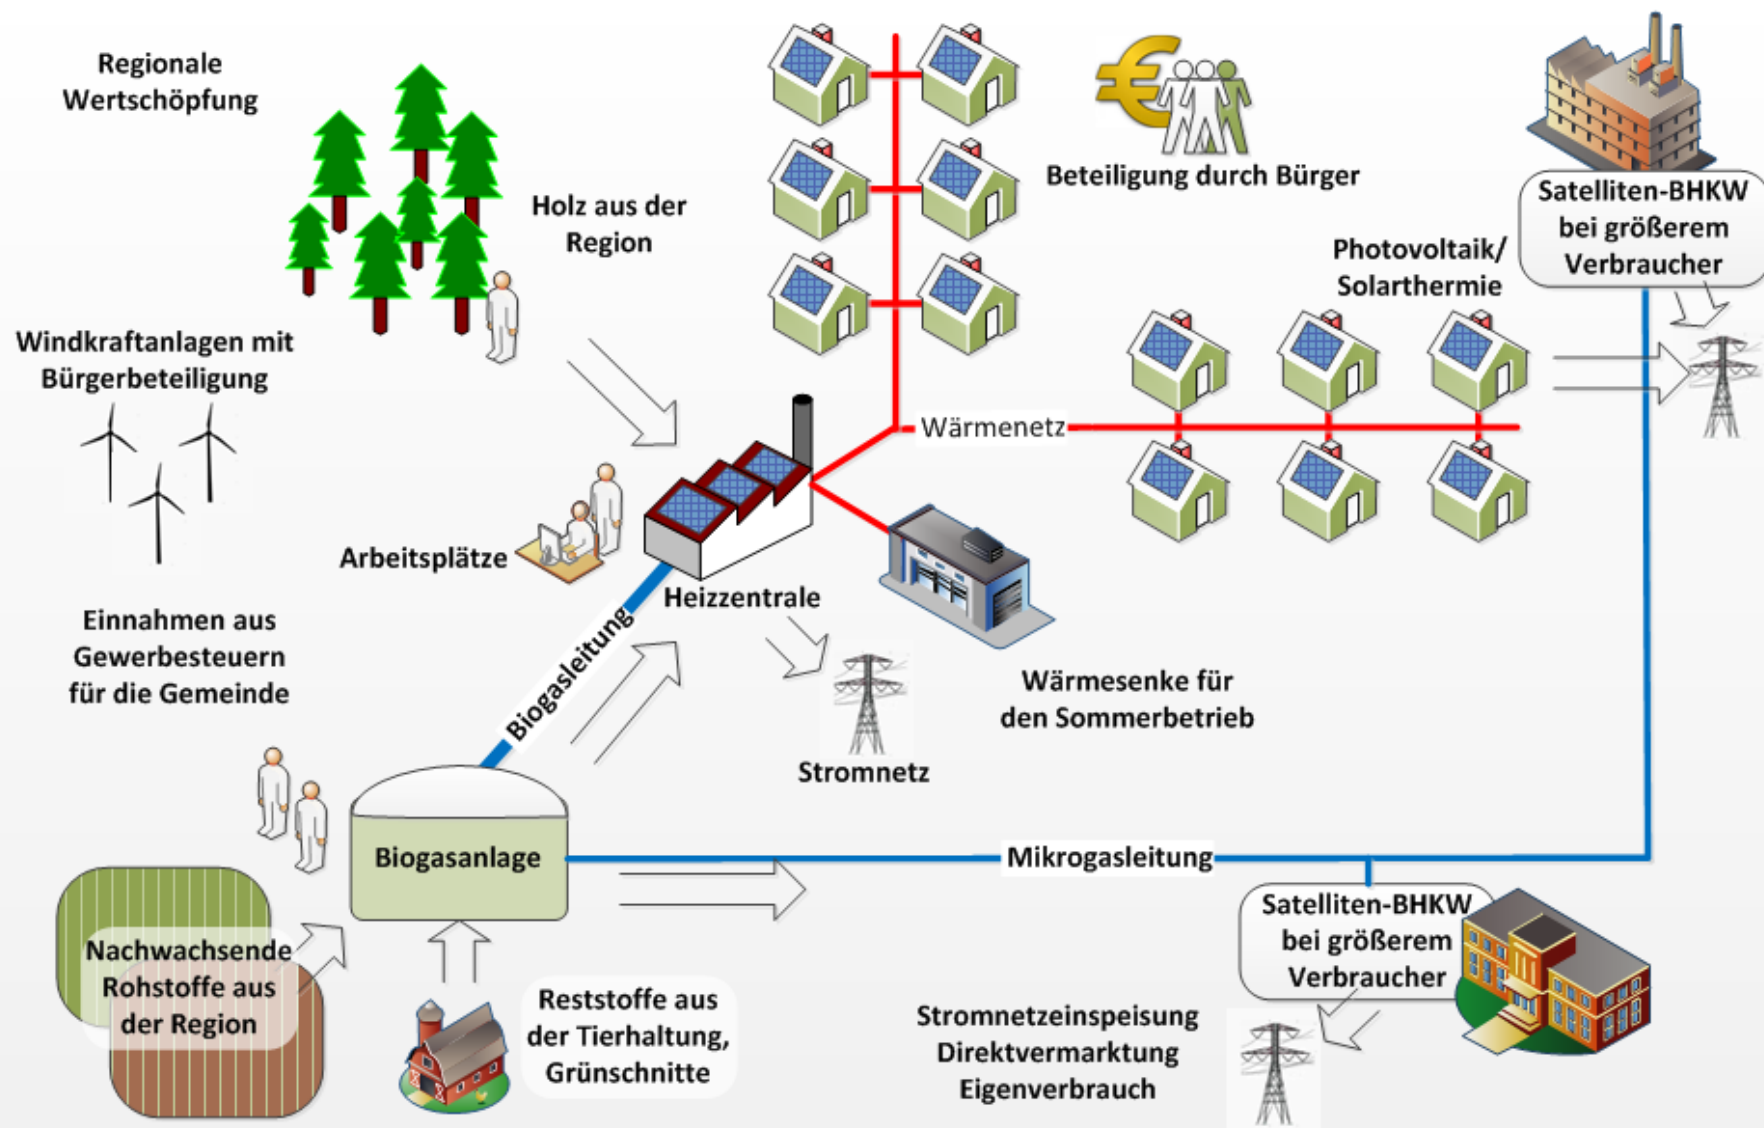 Regionale
Wertschöpfung
Holz aus der
Region
Beteiligung durch Bürger
Satelliten-BHKW
bei größerem
Verbraucher
Photovoltaik/
Solarthermie
Windkraftanlagen mit
Bürgerbeteiligung
Wärmenetz
Arbeitsplätze
Heizzentrale
Einnahmen aus
Gewerbesteuern
für die Gemeinde
Biogasleitung
Wärmesenke für
den Sommerbetrieb
Stromnetz
Biogasanlage
Mikrogasleitung
Satelliten-BHKW
bei größerem
Verbraucher
Nachwachsende
Rohstoffe aus
der Region
Reststoffe aus
der Tierhaltung,
Grünschnitte
Stromnetzeinspeisung
Direktvermarktung
Eigenverbrauch